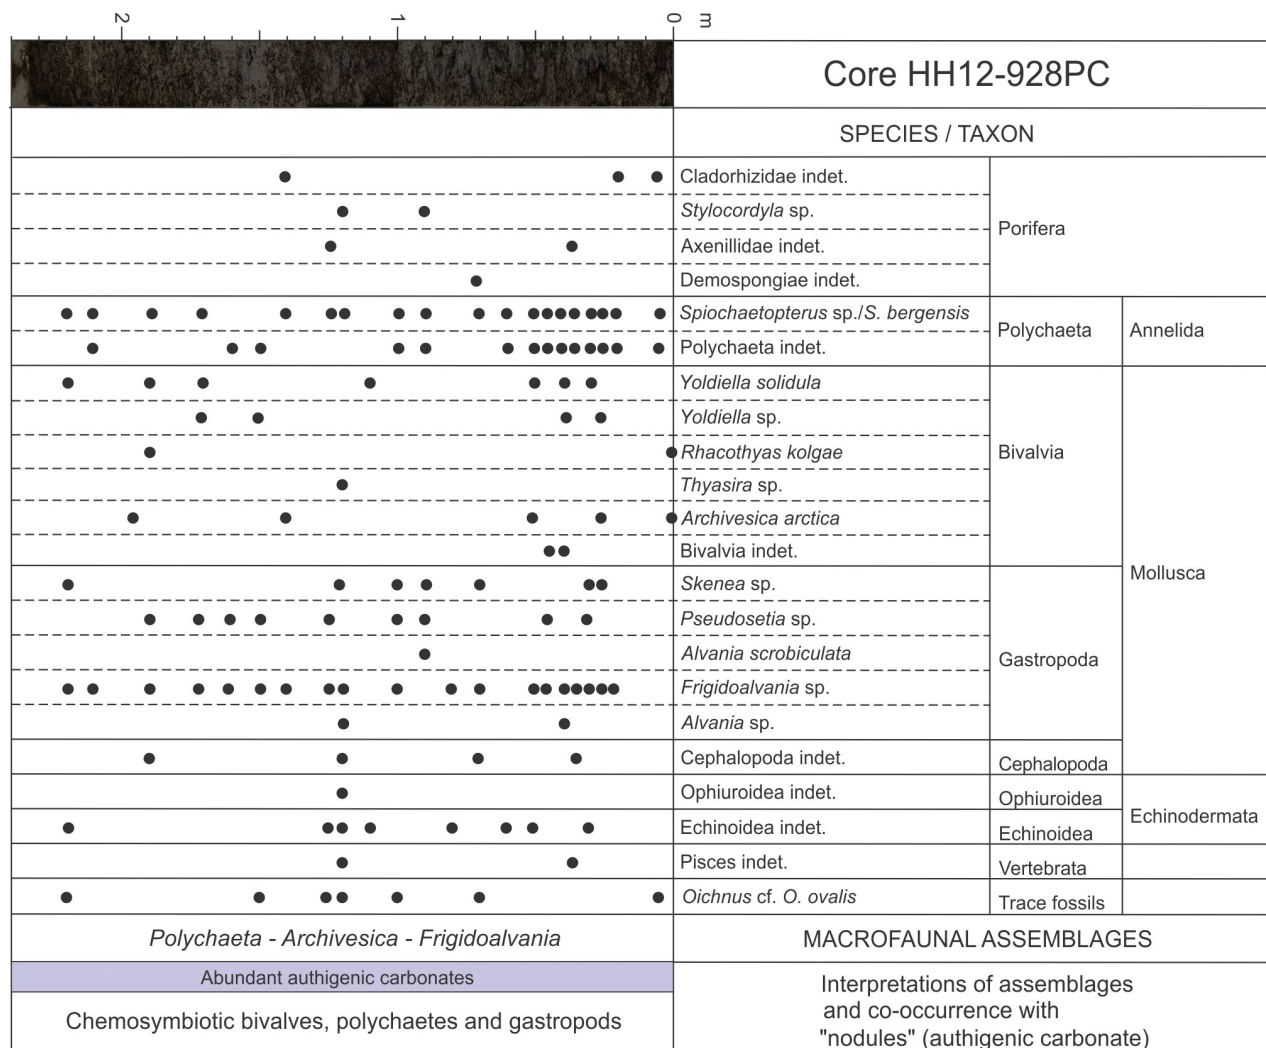 2 1 0 m
Core HH12-928PC
SPECIES / TAXON
Cladorhizidae indet.
Stylocordyla sp.
Axenillidae indet.
Demospongiae indet.
Porifera
Spiochaetopterus sp./S. bergensis
Polychaeta indet.
Polychaeta
Annelida
Yoldiella solidula
Yoldiella sp.
Rhacothyas kolgae
Thyasira sp.
Archivesica arctica
Bivalvia indet.
Bivalvia
Skenea sp.
Pseudosetia sp.
Alvania scrobiculata
Frigidoalvania sp.
Alvania sp.
Gastropoda
Mollusca
Cephalopoda indet.
Cephalopoda
Ophiuroidea indet.
Ophiuroidea
Echinoidea indet.
Echinoidea
Echinodermata
Pisces indet.
Vertebrata
Oichnus cf. O. ovalis
Trace fossils
Polychaeta - Archivesica - Frigidoalvania
MACROFAUNAL ASSEMBLAGES
Abundant authigenic carbonates
Chemosymbiotic bivalves, polychaetes and gastropods
Interpretations of assemblages
and co-occurrence with
"nodules" (authigenic carbonate)